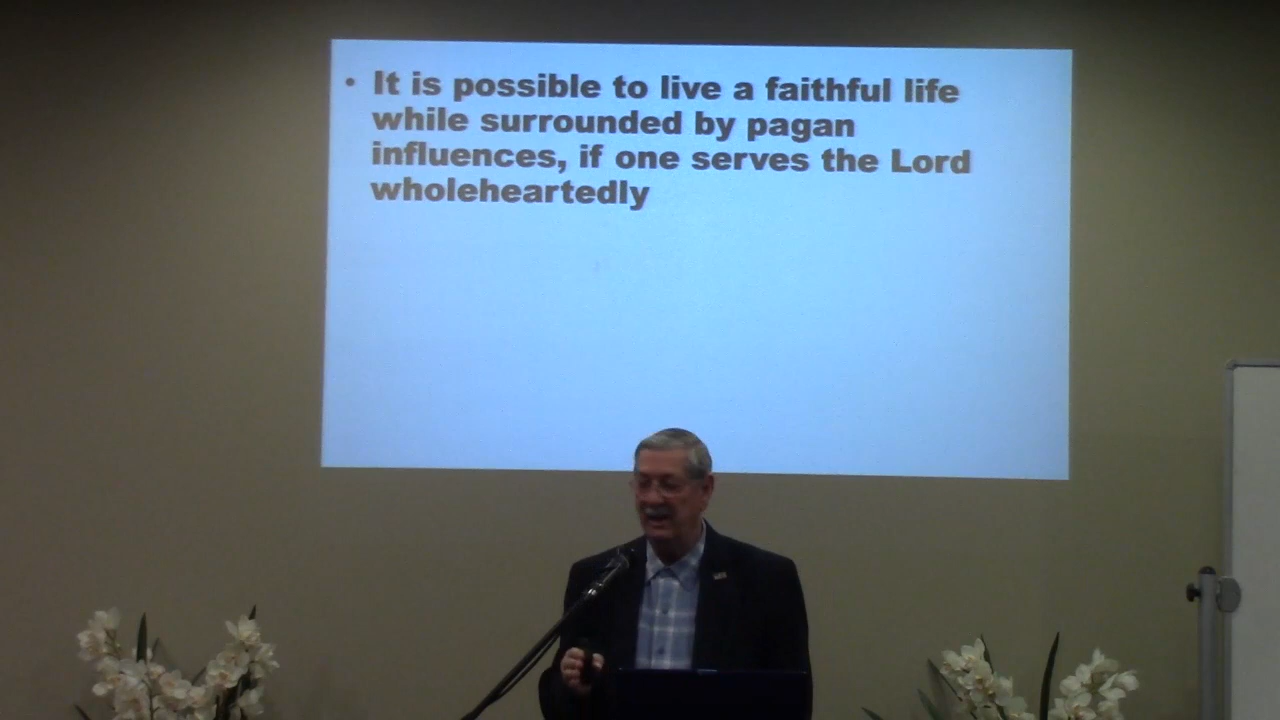 • It is possible to live a faithful life
while surrounded by pagan
influences, if one serves the Lord
wholeheartedly